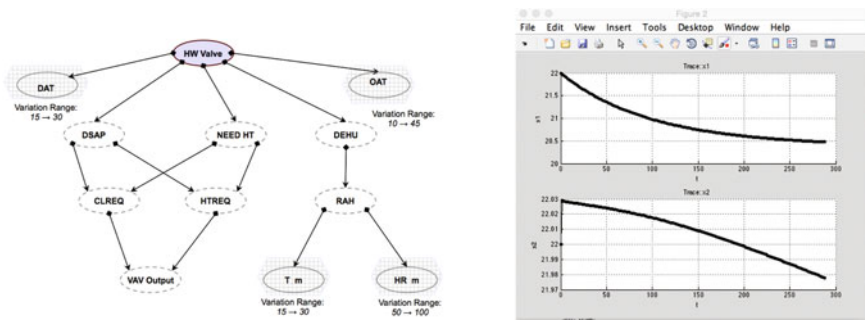 HW Valve
DAT
OAT
Variation Range:
15 → 30
Variation Range:
10 → 45
DSAP
NEED HT
DEHU
CLREQ
HTREQ
RAH
VAV Output
T m
HR m
Variation Range:
15 → 30
Variation Range:
50 → 100
Figure 2
File Edit View Insert Tools Desktop Window Help
Trace: x1
22
21.5
21
20.5
20
x1
0 50 100 150 200 250 300
t
Trace: x2
22.03
22.02
22.01
22
21.99
21.98
21.97
x2
0 50 100 150 200 250 300
t